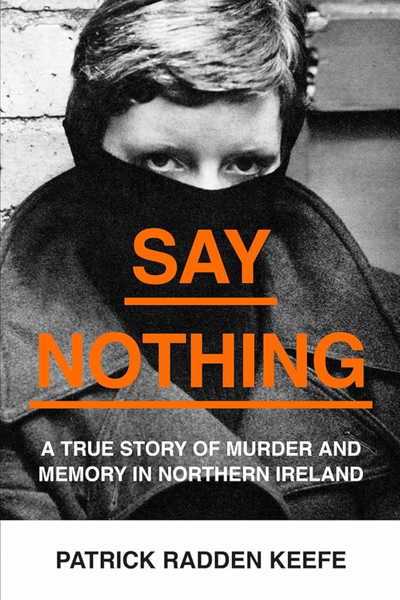 SAY
NOTHING
A TRUE STORY OF MURDER AND
MEMORY IN NORTHERN IRELAND
PATRICK RADDEN KEEFE